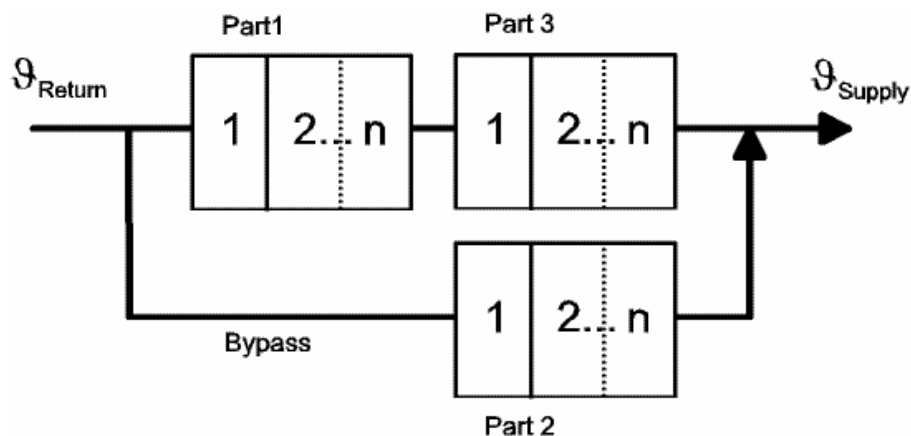 Part1
Part 3
ϑReturn
ϑSupply
1 2... n
1 2... n
1 2... n
Bypass
Part 2